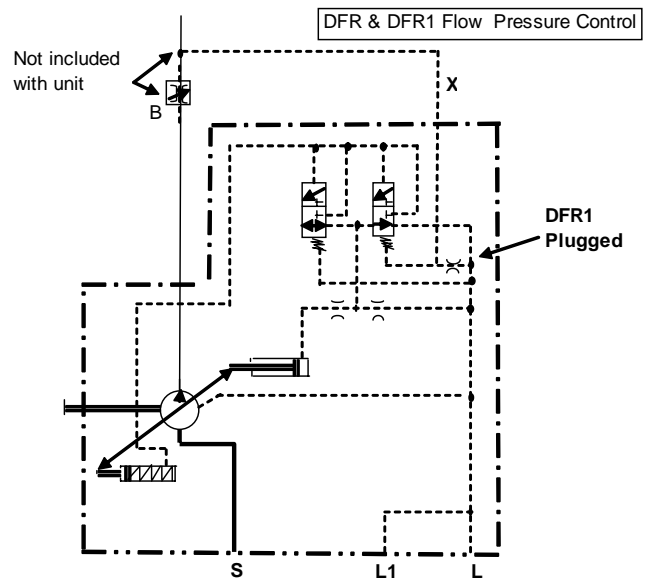 DFR & DFR1 Flow Pressure Control
Not included
with unit
X
B
DFR1
Plugged
S
L1
L